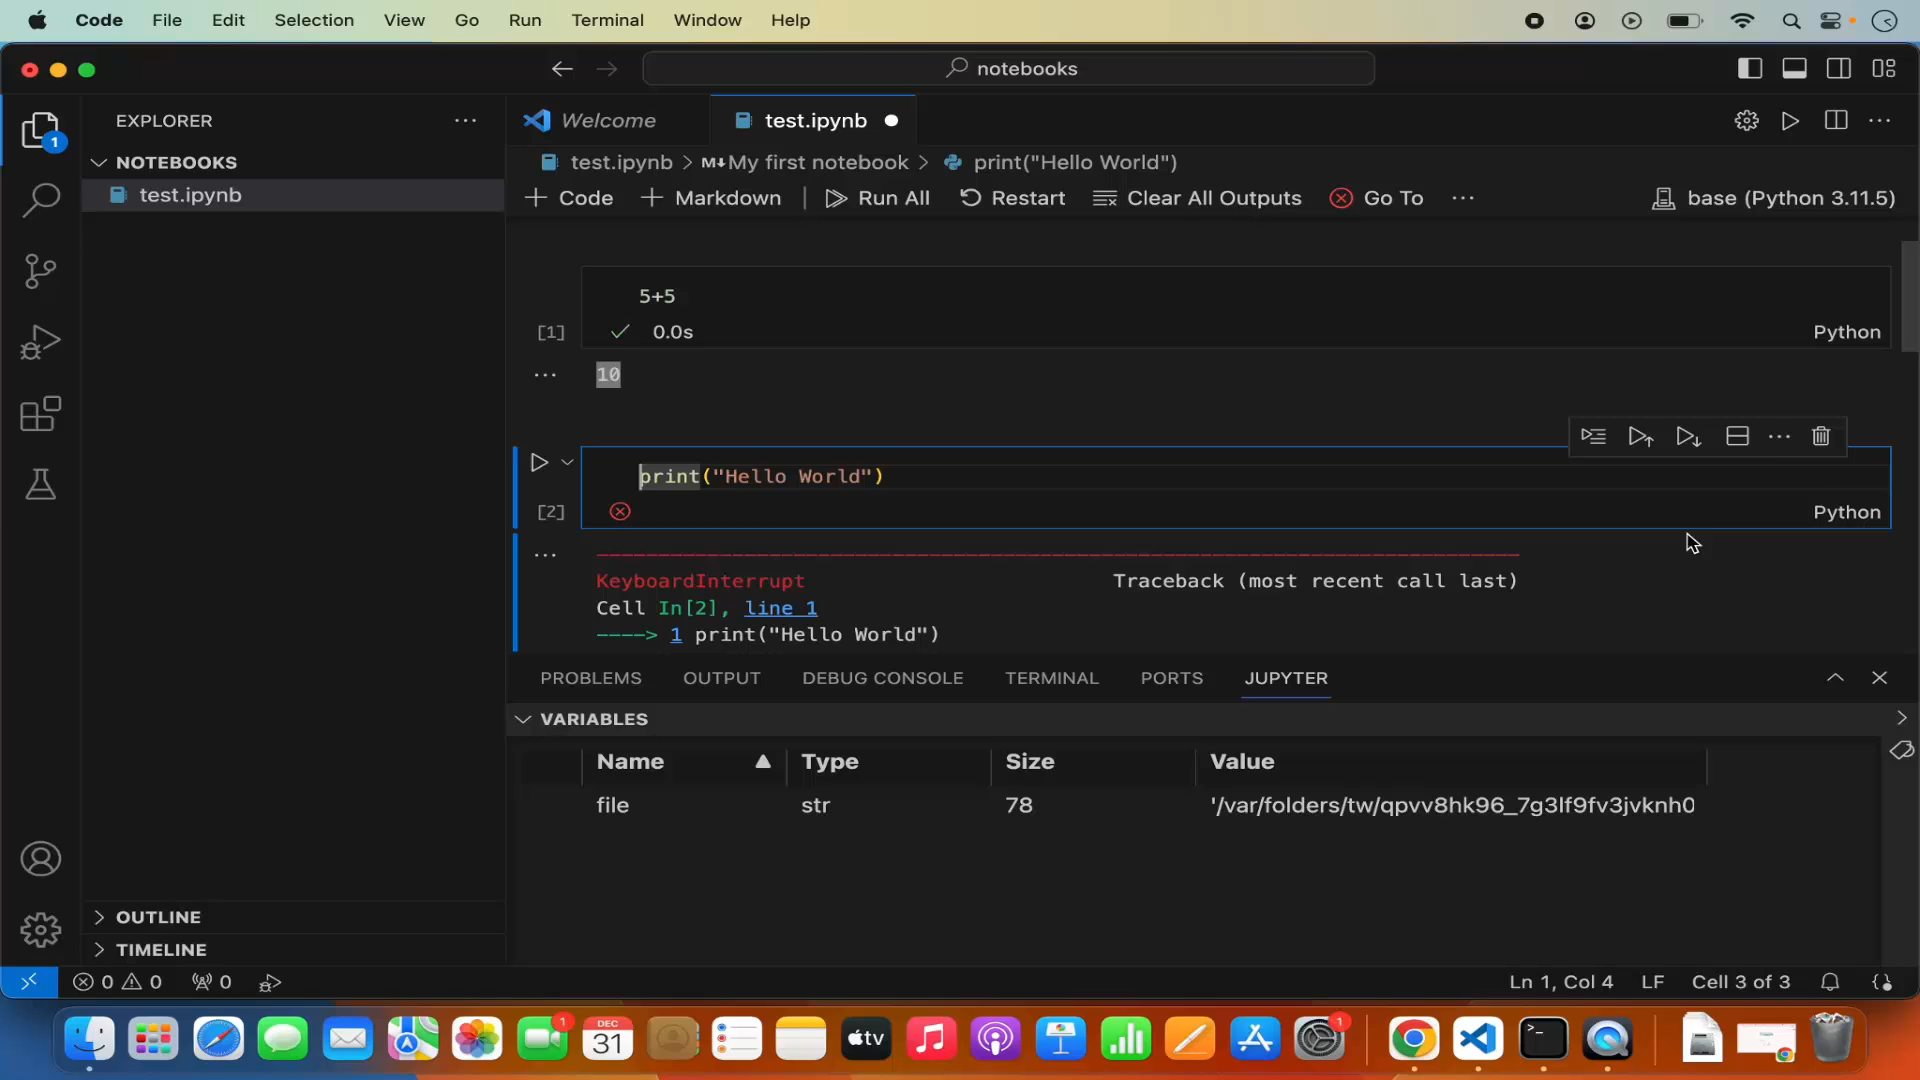 Code File Edit Selection View Go Run Terminal Window Help
notebooks
EXPLORER
1
NOTEBOOKS
test.ipynb
OUTLINE
TIMELINE
Welcome
test.ipynb
test.ipynb > M↓My first notebook > print("Hello World")
Code Markdown Run All Restart Clear All Outputs Go To base (Python 3.11.5)
5+5
[1] 0.0s Python
10
print("Hello World")
[2] Python
KeyboardInterrupt Traceback (most recent call last)
Cell In[2], line 1
----> 1 print("Hello World")
PROBLEMS OUTPUT DEBUG CONSOLE TERMINAL PORTS JUPYTER
VARIABLES
Name Type Size Value
file str 78 '/var/folders/tw/qpvv8hk96_7g3lf9fv3jvknh0
0 0 0 Ln 1, Col 4 LF Cell 3 of 3
1 DEC 31 tv 1